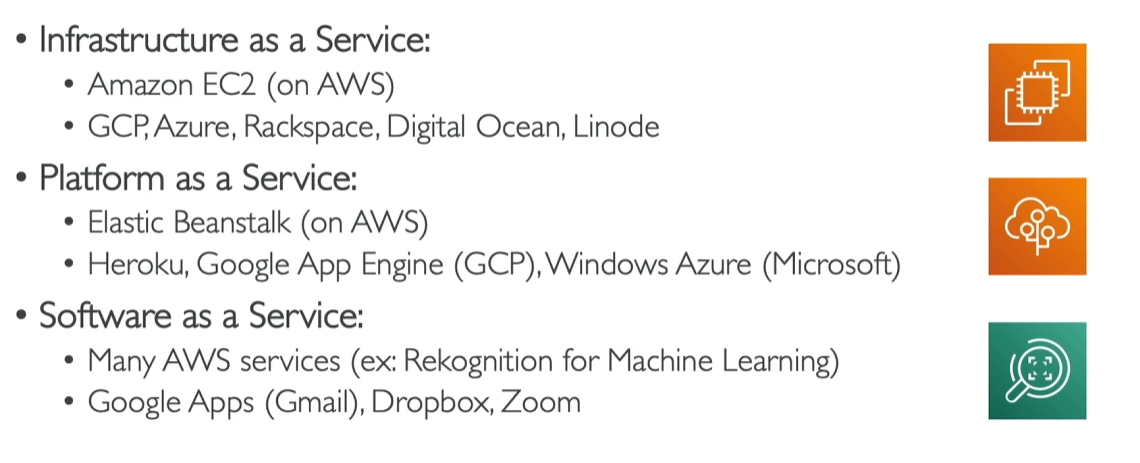 • Infrastructure as a Service:
• Amazon EC2 (on AWS)
• GCP, Azure, Rackspace, Digital Ocean, Linode
• Platform as a Service:
• Elastic Beanstalk (on AWS)
• Heroku, Google App Engine (GCP), Windows Azure (Microsoft)
• Software as a Service:
• Many AWS services (ex: Rekognition for Machine Learning)
• Google Apps (Gmail), Dropbox, Zoom